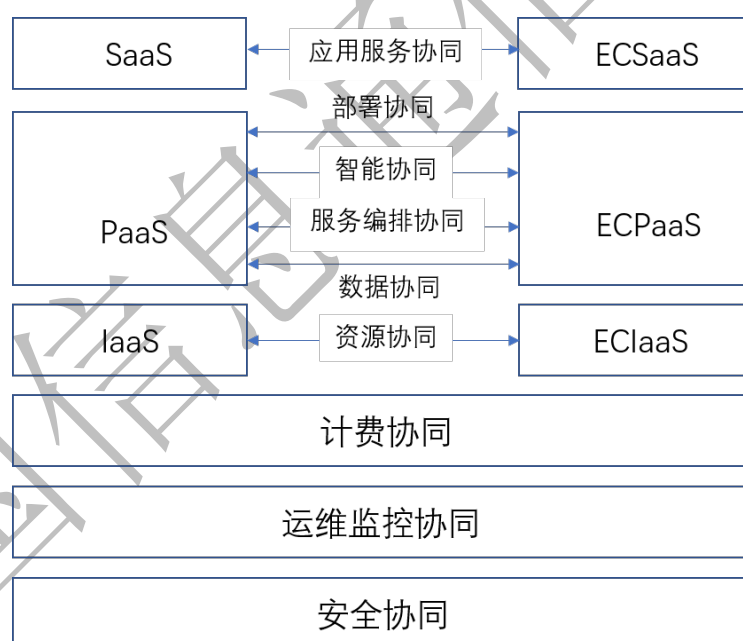 SaaS
应用服务协同
ECSaaS
部署协同
智能协同
PaaS
服务编排协同
ECPaaS
数据协同
IaaS
资源协同
ECIaaS
计费协同
运维监控协同
安全协同